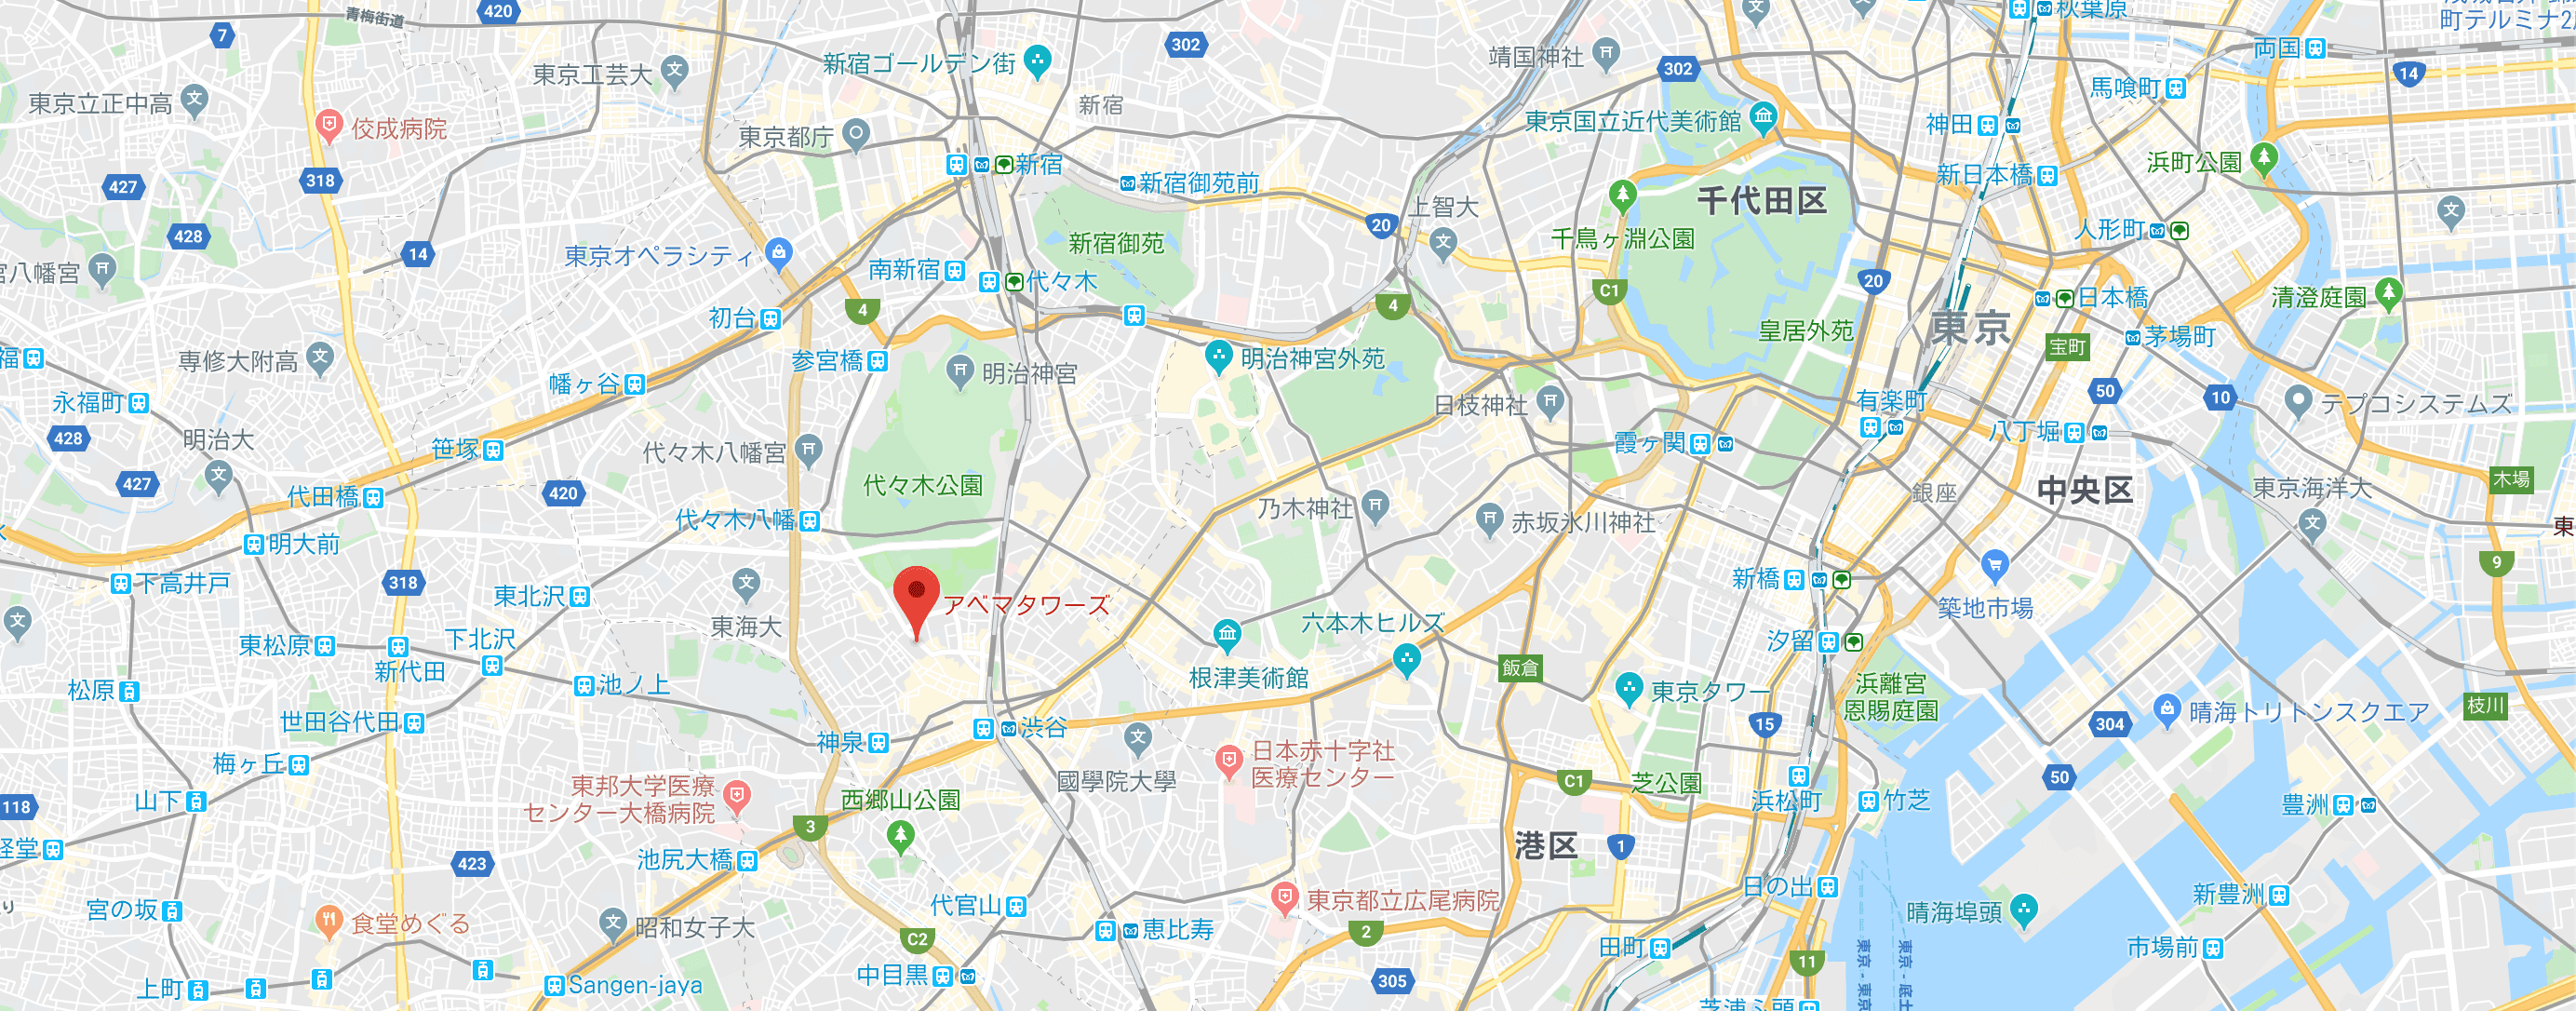 青梅街道
420
7
302
東京工芸大
新宿ゴールデン街
靖国神社
302
秋葉原
両国
14
東京立正中高
佼成病院
新宿
東京都庁
東京国立近代美術館
馬喰町
神田
318
427
428
14
新宿
新宿御苑前
20
上智大
千代田区
新日本橋
浜町公園
東京オペラシティ
南新宿
代々木
新宿御苑
千鳥ヶ淵公園
C1
20
人形町
日本橋
清澄庭園
初台
4
4
皇居外苑
東京
宝町
茅場町
専修大附高
参宮橋
明治神宮
明治神宮外苑
永福町
幡ヶ谷
日枝神社
有楽町
50
10
テプコシステムズ
428
明治大
笹塚
代々木八幡宮
霞ヶ関
八丁堀
427
代田橋
420
代々木公園
乃木神社
赤坂氷川神社
銀座
中央区
東京海洋大
木場
代々木八幡
明大前
下高井戸
318
東北沢
東海大
アベマタワーズ
新橋
築地市場
9
東松原
新代田
下北沢
六本木ヒルズ
汐留
松原
池ノ上
根津美術館
飯倉
東京タワー
浜離宮
恩賜庭園
枝川
世田谷代田
神泉
渋谷
15
304
晴海トリトンスクエア
梅ヶ丘
國學院大學
日本赤十字社
医療センター
C1
芝公園
浜松町
50
118
山下
東邦大学医療
センター大橋病院
西郷山公園
竹芝
豊洲
経堂
423
池尻大橋
3
港区
1
宮の坂
食堂めぐる
昭和女子大
代官山
恵比寿
東京都立広尾病院
日の出
晴海埠頭
新豊洲
C2
2
田町
市場前
上町
Sangen-jaya
中目黒
305
11
芝浦ふ頭